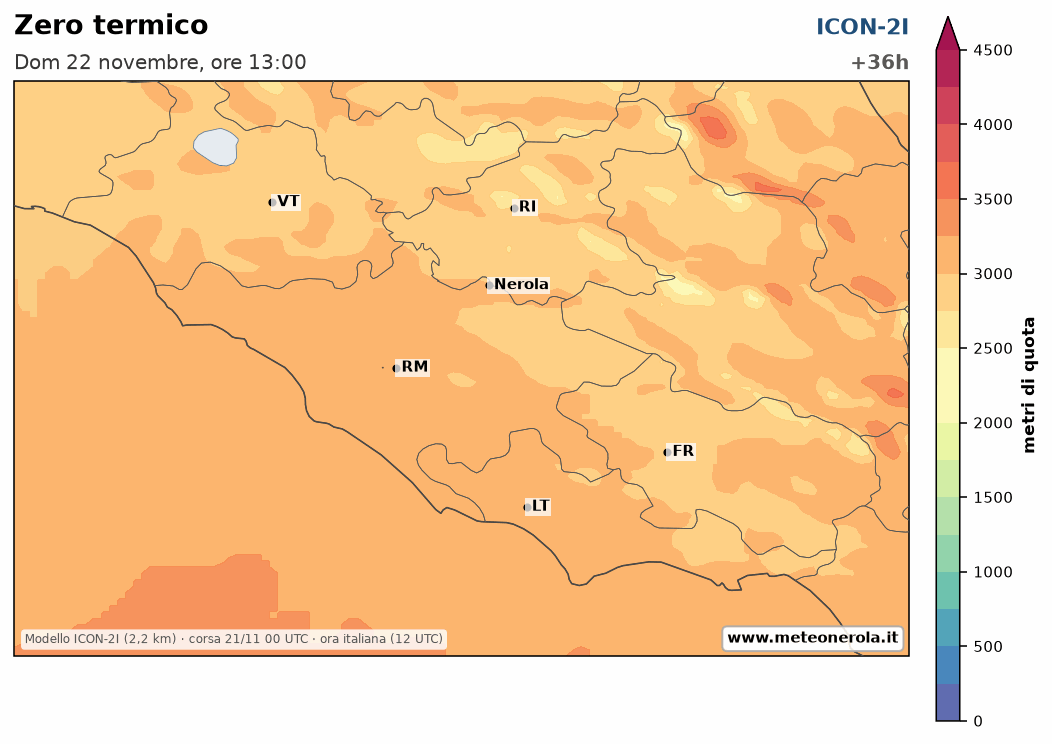 Zero termico
ICON-2I
Dom 22 novembre, ore 13:00
+36h
VT
RI
Nerola
RM
FR
LT
Modello ICON-2I (2,2 km) · corsa 21/11 00 UTC · ora italiana (12 UTC)
www.meteonerola.it
4500
4000
3500
3000
2500
2000
1500
1000
500
0
metri di quota